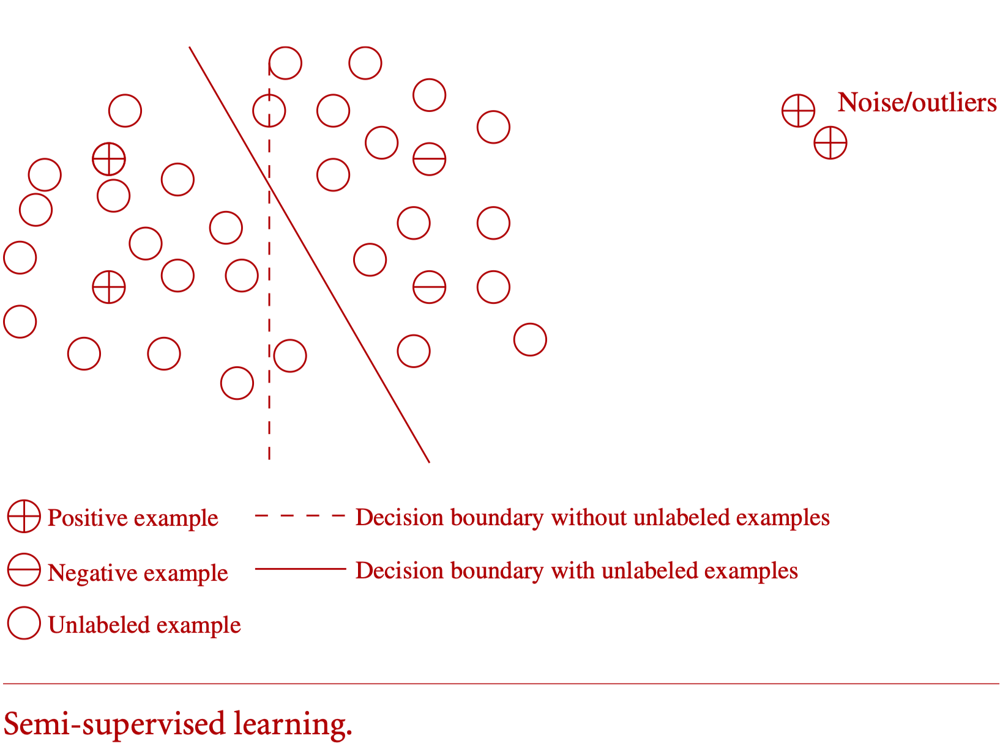 Noise/outliers
Positive example
Decision boundary without unlabeled examples
Negative example
Decision boundary with unlabeled examples
Unlabeled example
Semi-supervised learning.